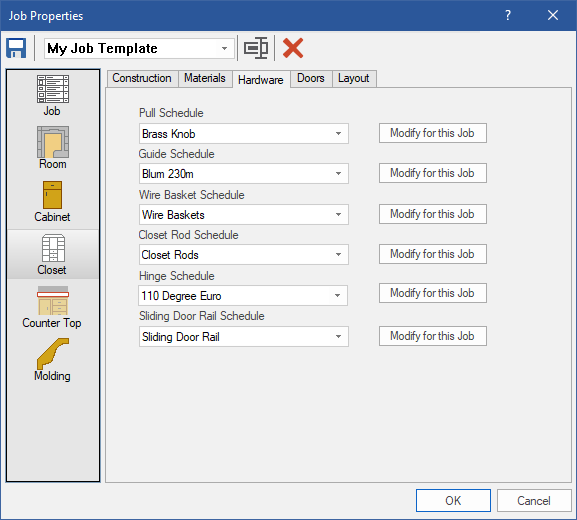 Job Properties
?
My Job Template
Job
Room
Cabinet
Closet
Counter Top
Molding
Construction Materials Hardware Doors Layout
Pull Schedule
Brass Knob Modify for this Job
Guide Schedule
Blum 230m Modify for this Job
Wire Basket Schedule
Wire Baskets Modify for this Job
Closet Rod Schedule
Closet Rods Modify for this Job
Hinge Schedule
110 Degree Euro Modify for this Job
Sliding Door Rail Schedule
Sliding Door Rail Modify for this Job
OK Cancel